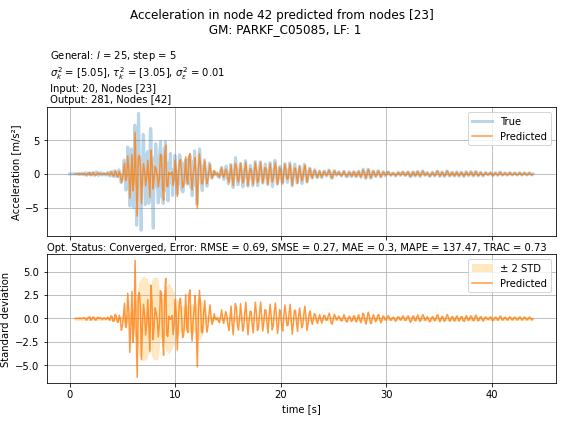 Acceleration in node 42 predicted from nodes [23]
GM: PARKF_C05085, LF: 1
General: l = 25, step = 5
σ²ₖ = [5.05], τ²ₖ = [3.05], σ²ε = 0.01
Input: 20, Nodes [23]
Output: 281, Nodes [42]
True
Predicted
Acceleration [m/s²]
5
0
−5
Opt. Status: Converged, Error: RMSE = 0.69, SMSE = 0.27, MAE = 0.3, MAPE = 137.47, TRAC = 0.73
± 2 STD
Predicted
Standard deviation
5.0
2.5
0.0
−2.5
−5.0
0 10 20 30 40
time [s]